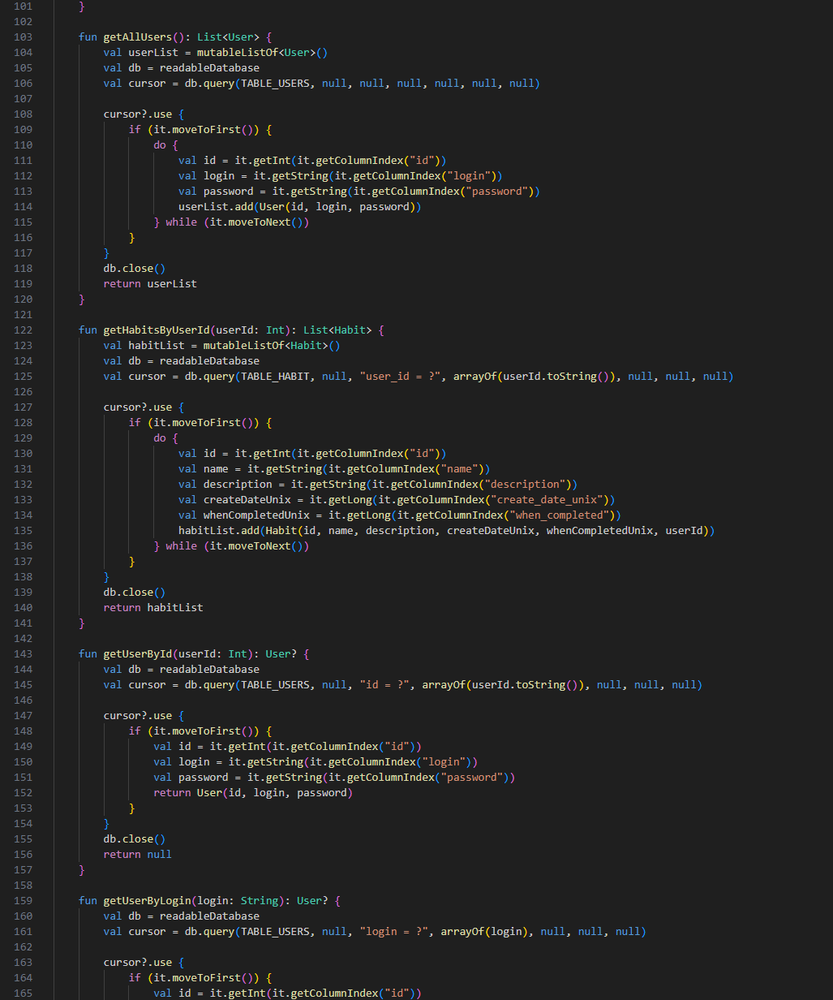 101 }
102
103 fun getAllUsers(): List<User> {
104 val userList = mutableListOf<User>()
105 val db = readableDatabase
106 val cursor = db.query(TABLE_USERS, null, null, null, null, null, null)
107
108 cursor?.use {
109 if (it.moveToFirst()) {
110 do {
111 val id = it.getInt(it.getColumnIndex("id"))
112 val login = it.getString(it.getColumnIndex("login"))
113 val password = it.getString(it.getColumnIndex("password"))
114 userList.add(User(id, login, password))
115 } while (it.moveToNext())
116 }
117 }
118 db.close()
119 return userList
120 }
121
122 fun getHabitsByUserId(userId: Int): List<Habit> {
123 val habitList = mutableListOf<Habit>()
124 val db = readableDatabase
125 val cursor = db.query(TABLE_HABIT, null, "user_id = ?", arrayOf(userId.toString()), null, null, null)
126
127 cursor?.use {
128 if (it.moveToFirst()) {
129 do {
130 val id = it.getInt(it.getColumnIndex("id"))
131 val name = it.getString(it.getColumnIndex("name"))
132 val description = it.getString(it.getColumnIndex("description"))
133 val createDateUnix = it.getLong(it.getColumnIndex("create_date_unix"))
134 val whenCompletedUnix = it.getLong(it.getColumnIndex("when_completed"))
135 habitList.add(Habit(id, name, description, createDateUnix, whenCompletedUnix, userId))
136 } while (it.moveToNext())
137 }
138 }
139 db.close()
140 return habitList
141 }
142
143 fun getUserById(userId: Int): User? {
144 val db = readableDatabase
145 val cursor = db.query(TABLE_USERS, null, "id = ?", arrayOf(userId.toString()), null, null, null)
146
147 cursor?.use {
148 if (it.moveToFirst()) {
149 val id = it.getInt(it.getColumnIndex("id"))
150 val login = it.getString(it.getColumnIndex("login"))
151 val password = it.getString(it.getColumnIndex("password"))
152 return User(id, login, password)
153 }
154 }
155 db.close()
156 return null
157 }
158
159 fun getUserByLogin(login: String): User? {
160 val db = readableDatabase
161 val cursor = db.query(TABLE_USERS, null, "login = ?", arrayOf(login), null, null, null)
162
163 cursor?.use {
164 if (it.moveToFirst()) {
165 val id = it.getInt(it.getColumnIndex("id"))